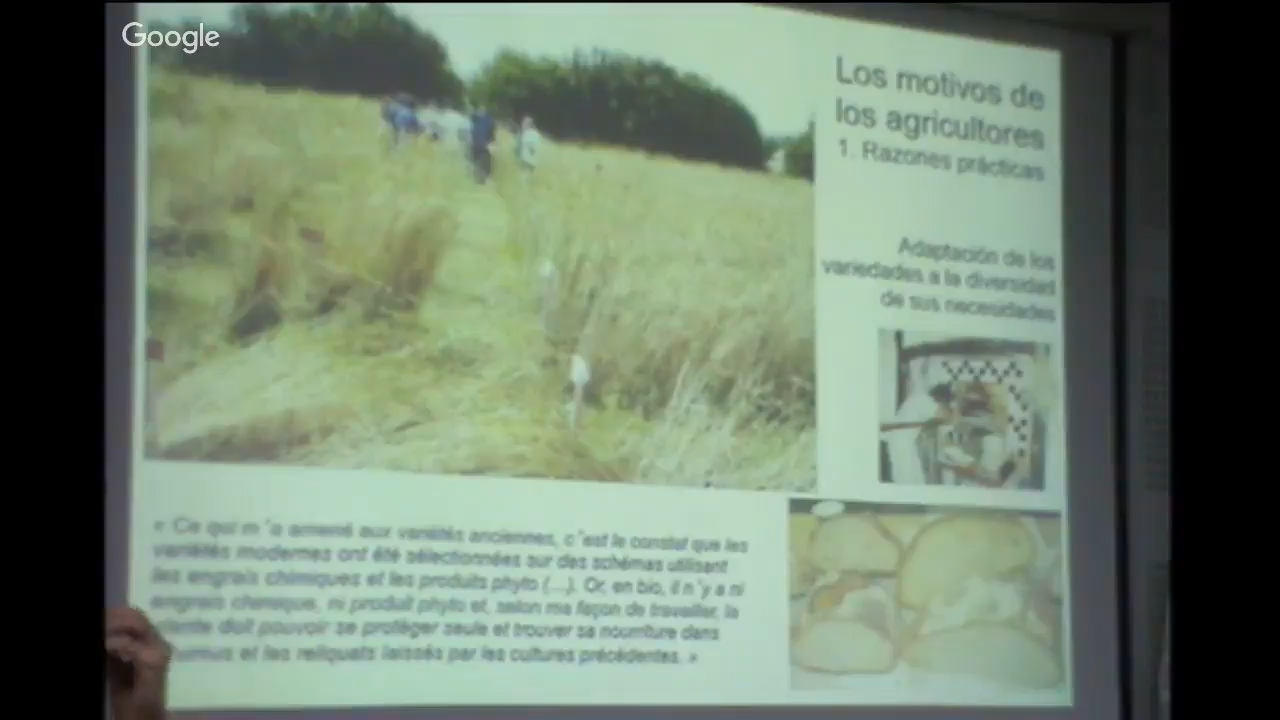 Google
Los motivos de
los agricultores
1. Razones prácticas
Adaptación de los
variedades a la diversidad
de sus necesidades
« Ce qui m'a amené aux variétés anciennes, c'est le constat que les
variétés modernes ont été sélectionnées sur des schémas utilisant
les engrais chimiques et les produits phyto (...). Or, en bio, il n'y a ni
engrais chimique, ni produit phyto et, selon ma façon de travailler, la
plante doit pouvoir se protéger seule et trouver sa nourriture dans
humus et les reliquats laissés par les cultures précédentes. »